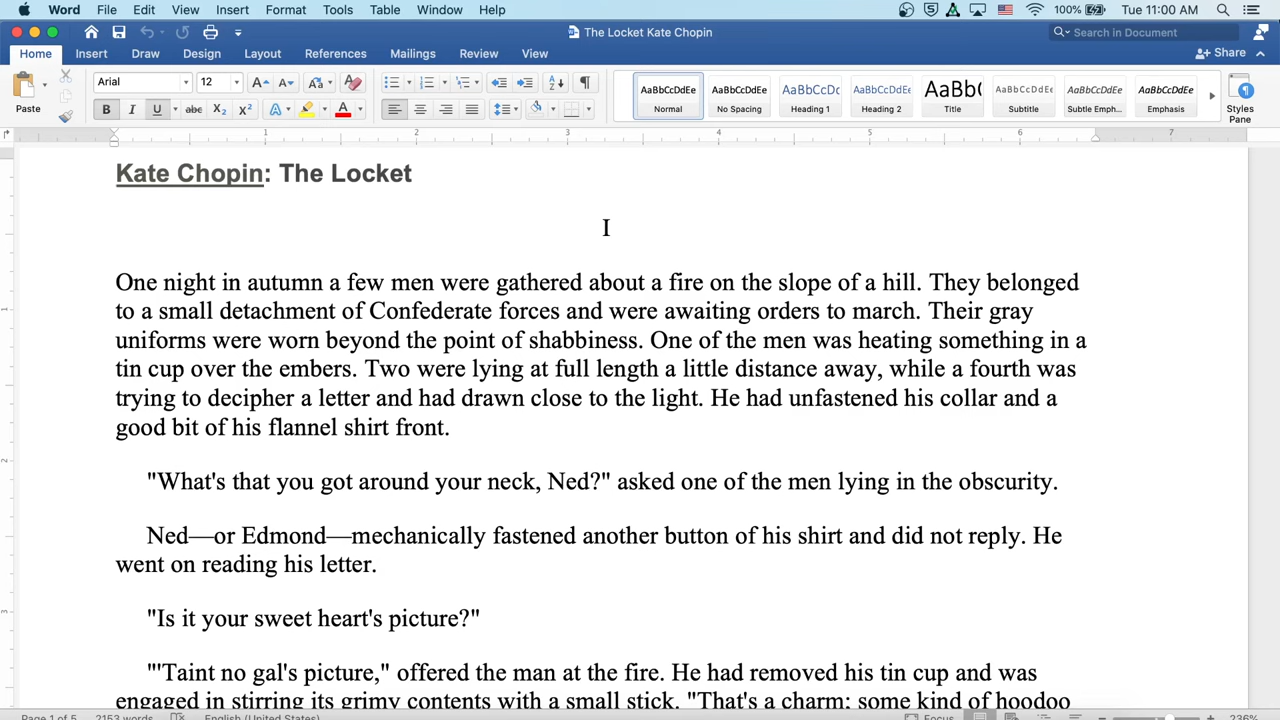 Word File Edit View Insert Format Tools Table Window Help 100% Tue 11:00 AM
The Locket Kate Chopin Search in Document
Home Insert Draw Design Layout References Mailings Review View Share
Paste Arial 12 AaBbCcDdEe AaBbCcDdEe AaBbCcDc AaBbCcDdEe AaBb( AaBbCcDdEe AaBbCcDdEe AaBbCcDdEe
Normal No Spacing Heading 1 Heading 2 Title Subtitle Subtle Emph... Emphasis Styles Pane
1 2 3 4 5 6 7
Kate Chopin: The Locket
I
One night in autumn a few men were gathered about a fire on the slope of a hill. They belonged
to a small detachment of Confederate forces and were awaiting orders to march. Their gray
uniforms were worn beyond the point of shabbiness. One of the men was heating something in a
tin cup over the embers. Two were lying at full length a little distance away, while a fourth was
trying to decipher a letter and had drawn close to the light. He had unfastened his collar and a
good bit of his flannel shirt front.
"What's that you got around your neck, Ned?" asked one of the men lying in the obscurity.
Ned—or Edmond—mechanically fastened another button of his shirt and did not reply. He
went on reading his letter.
"Is it your sweet heart's picture?"
"'Taint no gal's picture," offered the man at the fire. He had removed his tin cup and was
engaged in stirring its grimy contents with a small stick. "That's a charm; some kind of hoodoo
Page 1 of 5 2153 words English (United States) Focus 236%